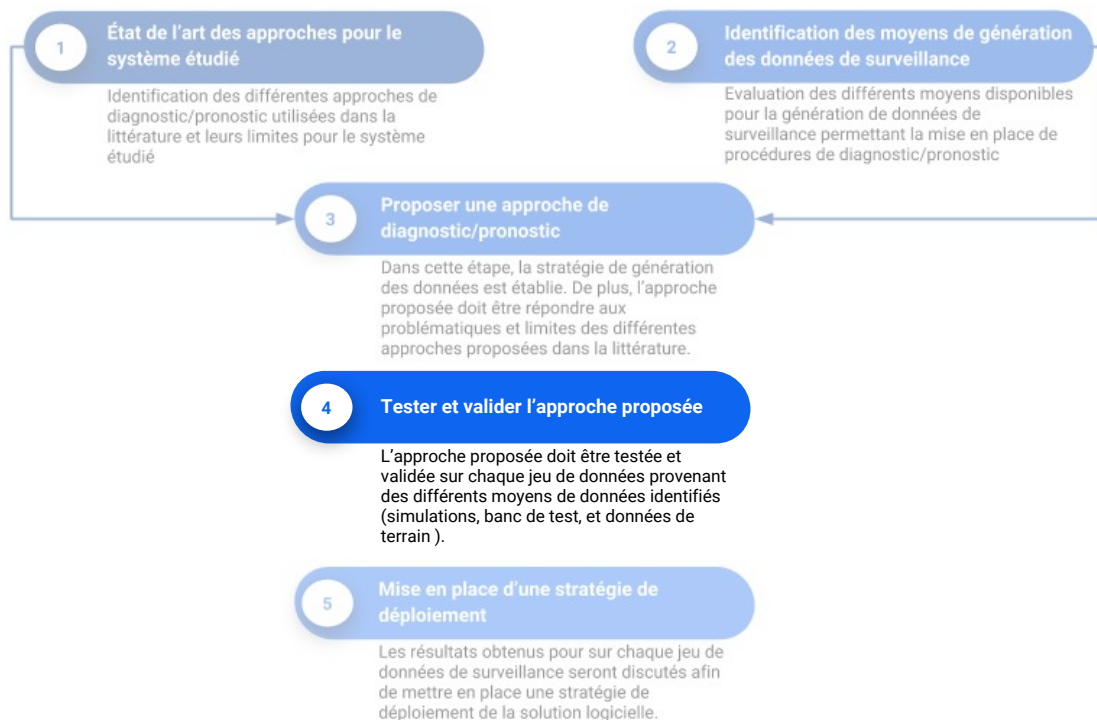 1
État de l'art des approches pour le
système étudié
Identification des différentes approches de
diagnostic/pronostic utilisées dans la
littérature et leurs limites pour le système
étudié
2
Identification des moyens de génération
des données de surveillance
Evaluation des différents moyens disponibles
pour la génération de données de
surveillance permettant la mise en place de
procédures de diagnostic/pronostic
3
Proposer une approche de
diagnostic/pronostic
Dans cette étape, la stratégie de génération
des données est établie. De plus, l'approche
proposée doit être répondre aux
problématiques et limites des différentes
approches proposées dans la littérature.
4
Tester et valider l'approche proposée
L'approche proposée doit être testée et
validée sur chaque jeu de données provenant
des différents moyens de données identifiés
(simulations, banc de test, et données de
terrain ).
5
Mise en place d'une stratégie de
déploiement
Les résultats obtenus pour sur chaque jeu de
données de surveillance seront discutés afin
de mettre en place une stratégie de
déploiement de la solution logicielle.